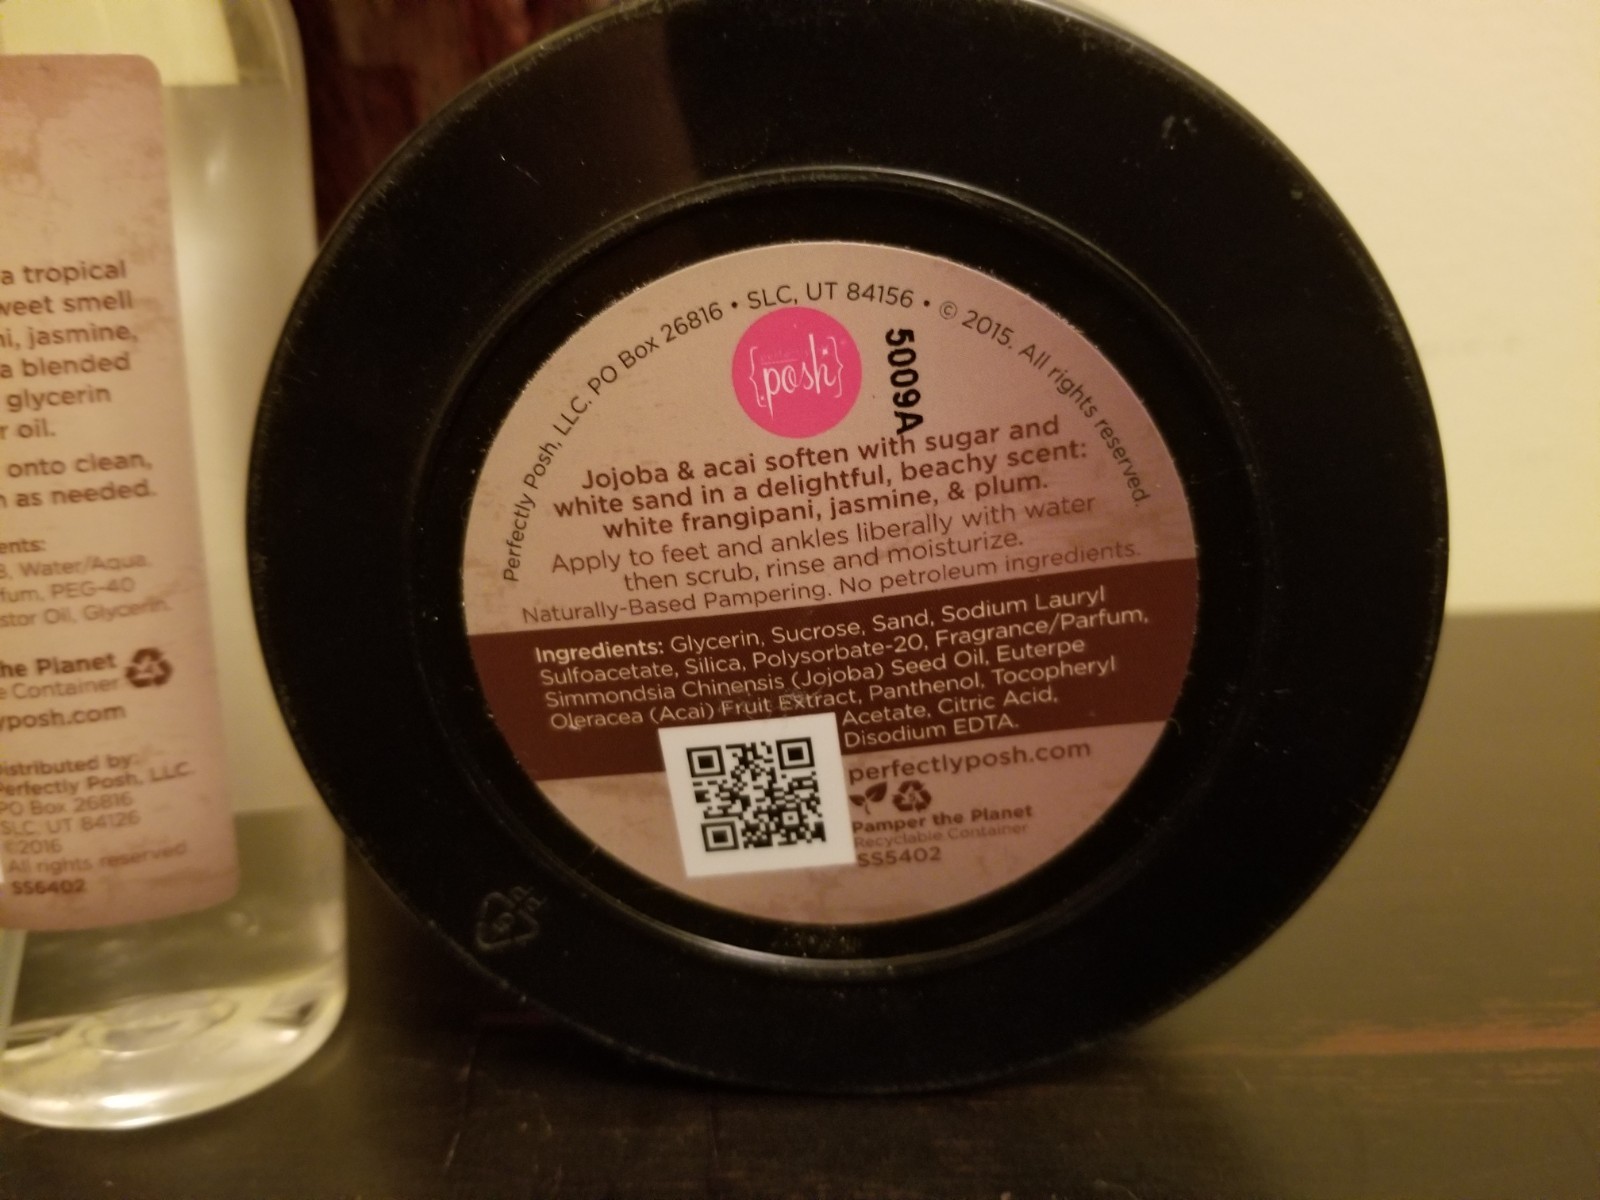 a tropical
weet smell
jasmine,
a blended
glycerin
oil.
onto clean,
as needed.
Water/Aqua,
PEG-40
Oil, Glycerin.
the Planet
Container
posh.com
Distributed by:
Perfectly Posh, LLC.
PO Box 26816
SLC, UT 84126
©2016
All rights reserved
SS6402
Perfectly Posh, LLC. PO Box 26816 • SLC, UT 84156 • © 2015. All rights reserved.
{posh}
5009A
Jojoba & acai soften with sugar and
white sand in a delightful, beachy scent:
white frangipani, jasmine, & plum.
Apply to feet and ankles liberally with water
then scrub, rinse and moisturize.
Naturally-Based Pampering. No petroleum ingredients.
Ingredients: Glycerin, Sucrose, Sand, Sodium Lauryl
Sulfoacetate, Silica, Polysorbate-20, Fragrance/Parfum,
Simmondsia Chinensis (Jojoba) Seed Oil, Euterpe
Oleracea (Acai) Fruit Extract, Panthenol, Tocopheryl
Acetate, Citric Acid,
Disodium EDTA.
perfectlyposh.com
Pamper the Planet
Recyclable Container
SS5402